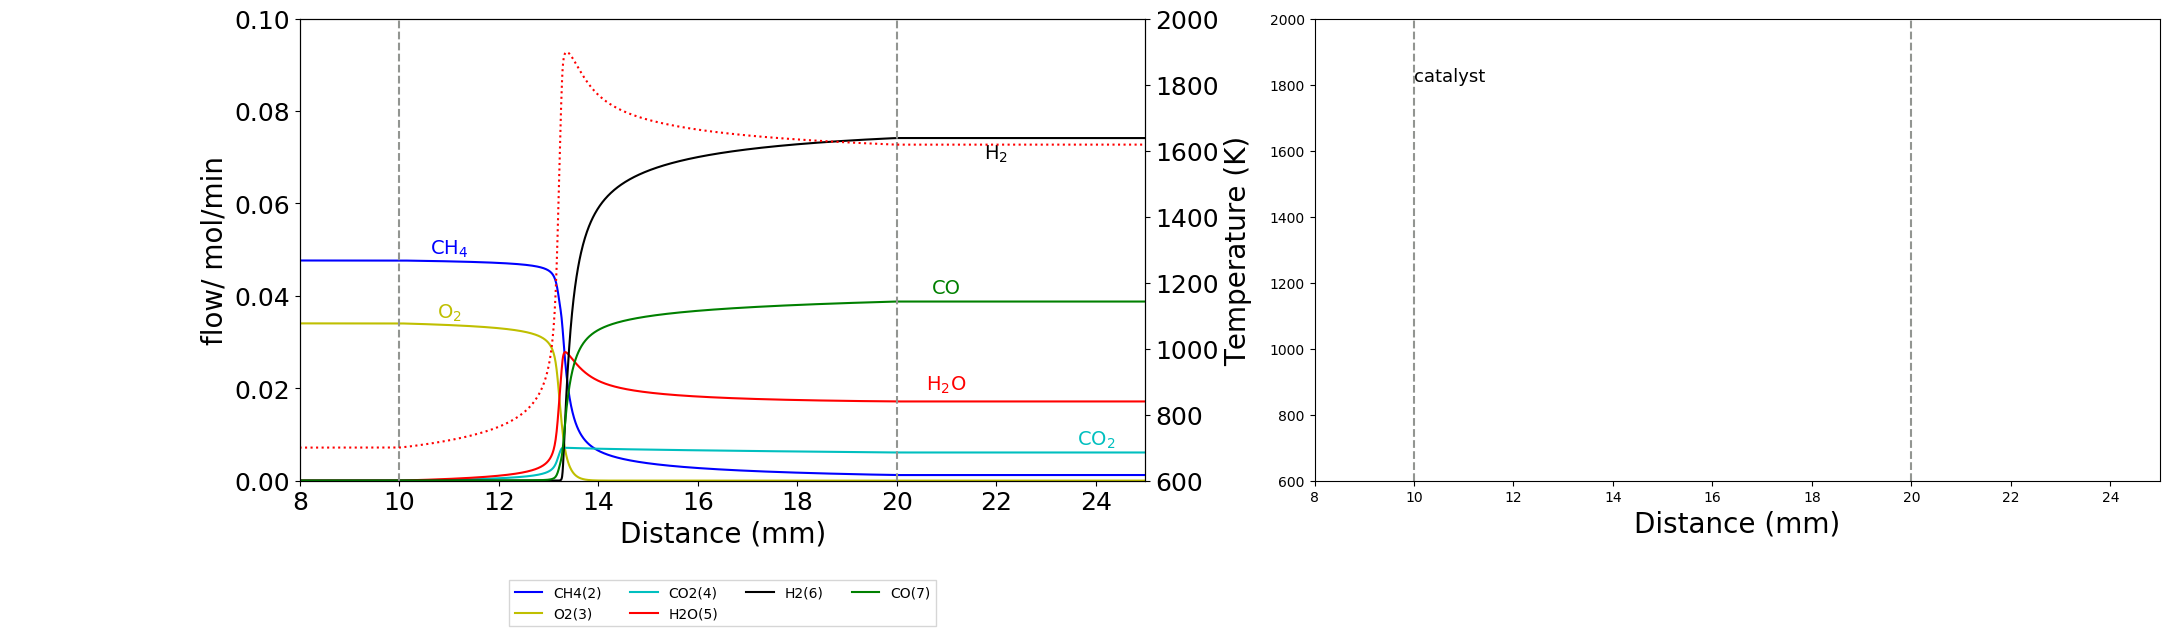 0.10
0.08
0.06
0.04
0.02
0.00
flow/ mol/min
CH4
O2
H2
CO
H2O
CO2
8 10 12 14 16 18 20 22 24
Distance (mm)
2000
1800
1600
1400
1200
1000
800
600
Temperature (K)
CH4(2) CO2(4) H2(6) CO(7)
O2(3) H2O(5)
2000
1800
1600
1400
1200
1000
800
600
catalyst
8 10 12 14 16 18 20 22 24
Distance (mm)